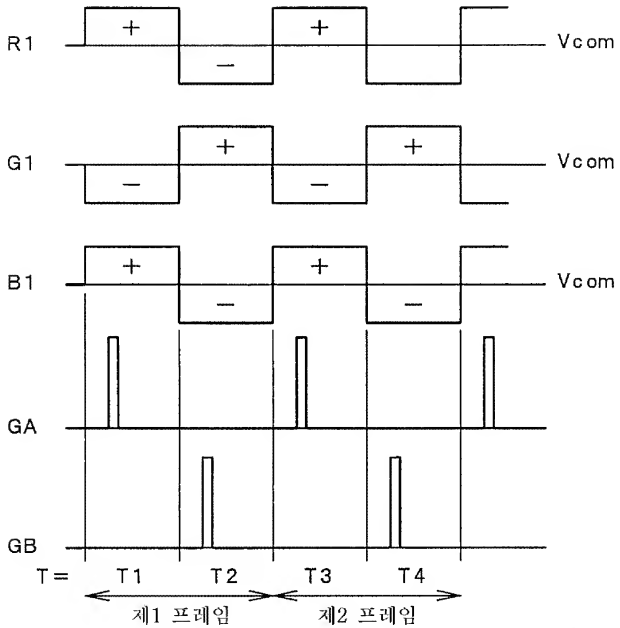 R1 + − + Vcom
G1 − + − + Vcom
B1 + − + − Vcom
GA
GB
T= T1 T2 T3 T4
제1 프레임 제2 프레임